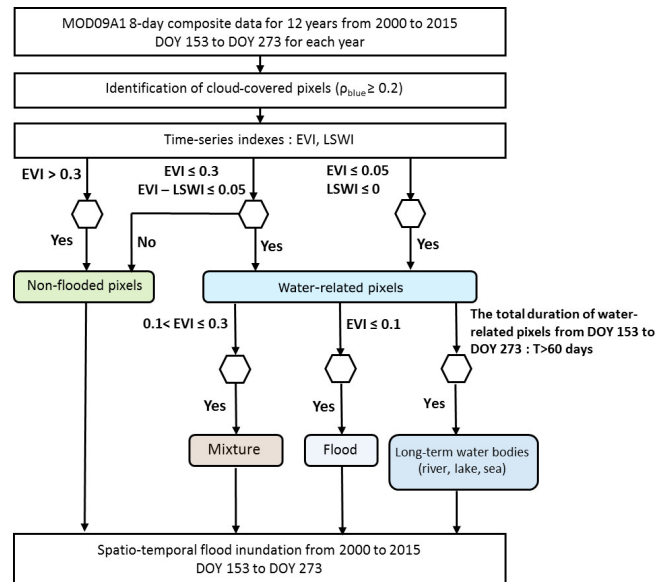 MOD09A1 8-day composite data for 12 years from 2000 to 2015
DOY 153 to DOY 273 for each year
Identification of cloud-covered pixels (ρblue≥ 0.2)
Time-series indexes : EVI, LSWI
EVI > 0.3
EVI ≤ 0.3
EVI – LSWI ≤ 0.05
EVI ≤ 0.05
LSWI ≤ 0
Yes
No
Yes
Yes
Non-flooded pixels
Water-related pixels
0.1< EVI ≤ 0.3
EVI ≤ 0.1
The total duration of water-
related pixels from DOY 153 to
DOY 273 : T>60 days
Yes
Yes
Yes
Mixture
Flood
Long-term water bodies
(river, lake, sea)
Spatio-temporal flood inundation from 2000 to 2015
DOY 153 to DOY 273